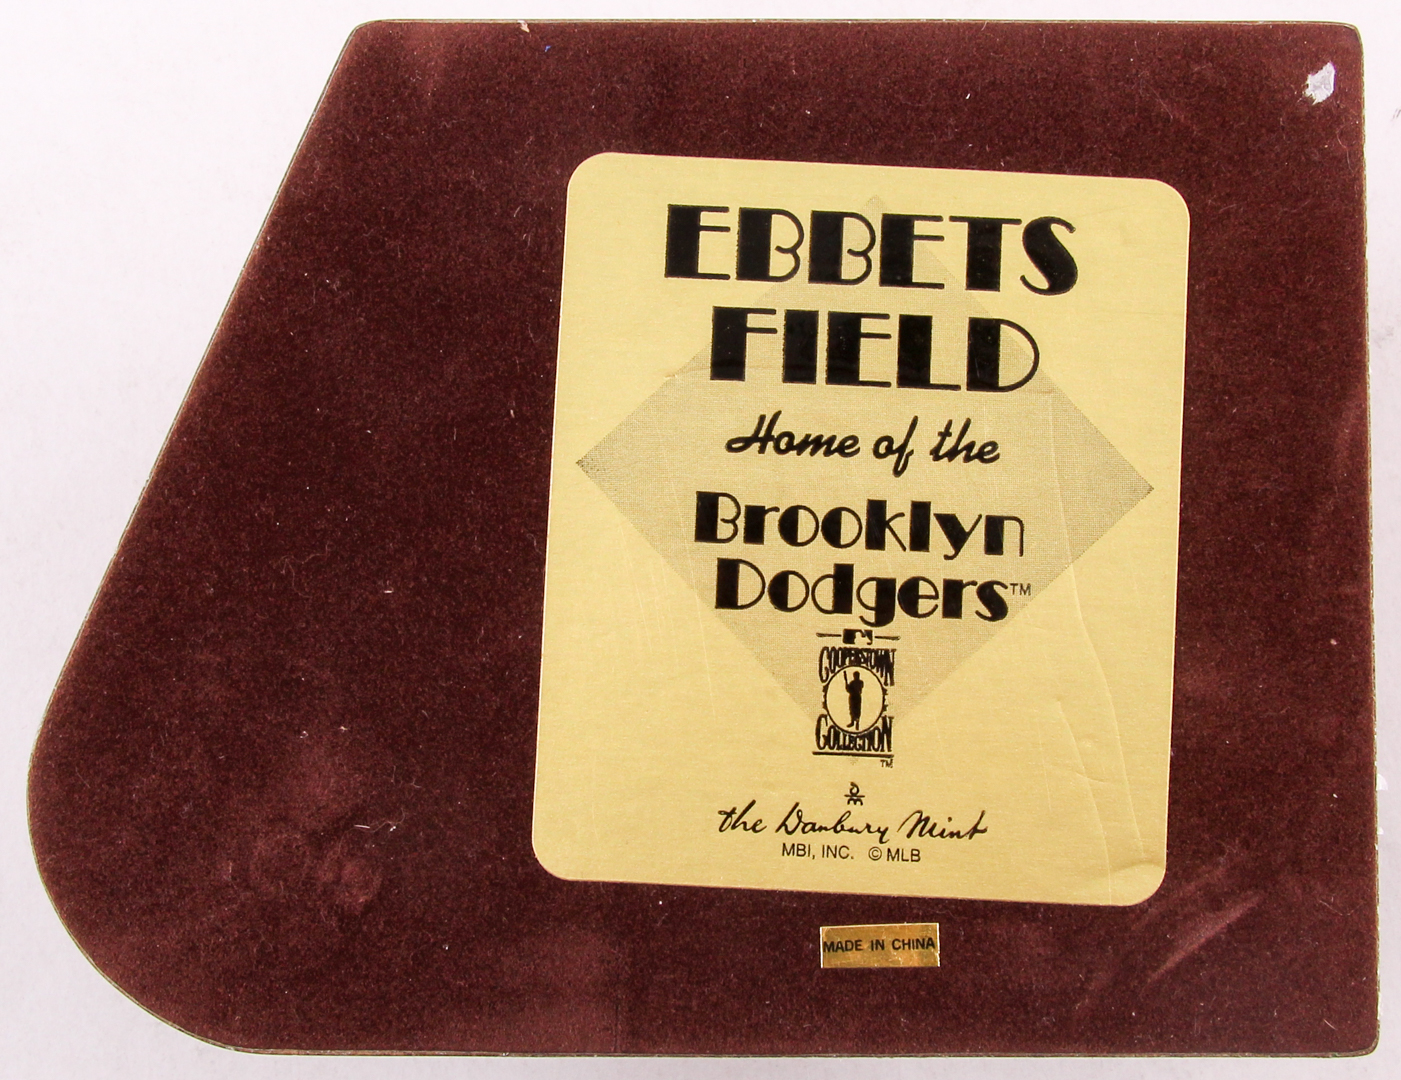 EBBETS
FIELD
Home of the
Brooklyn
Dodgers™
COOPERSTOWN
COLLECTION
TM
the Danbury Mint
MBI, INC. © MLB
MADE IN CHINA